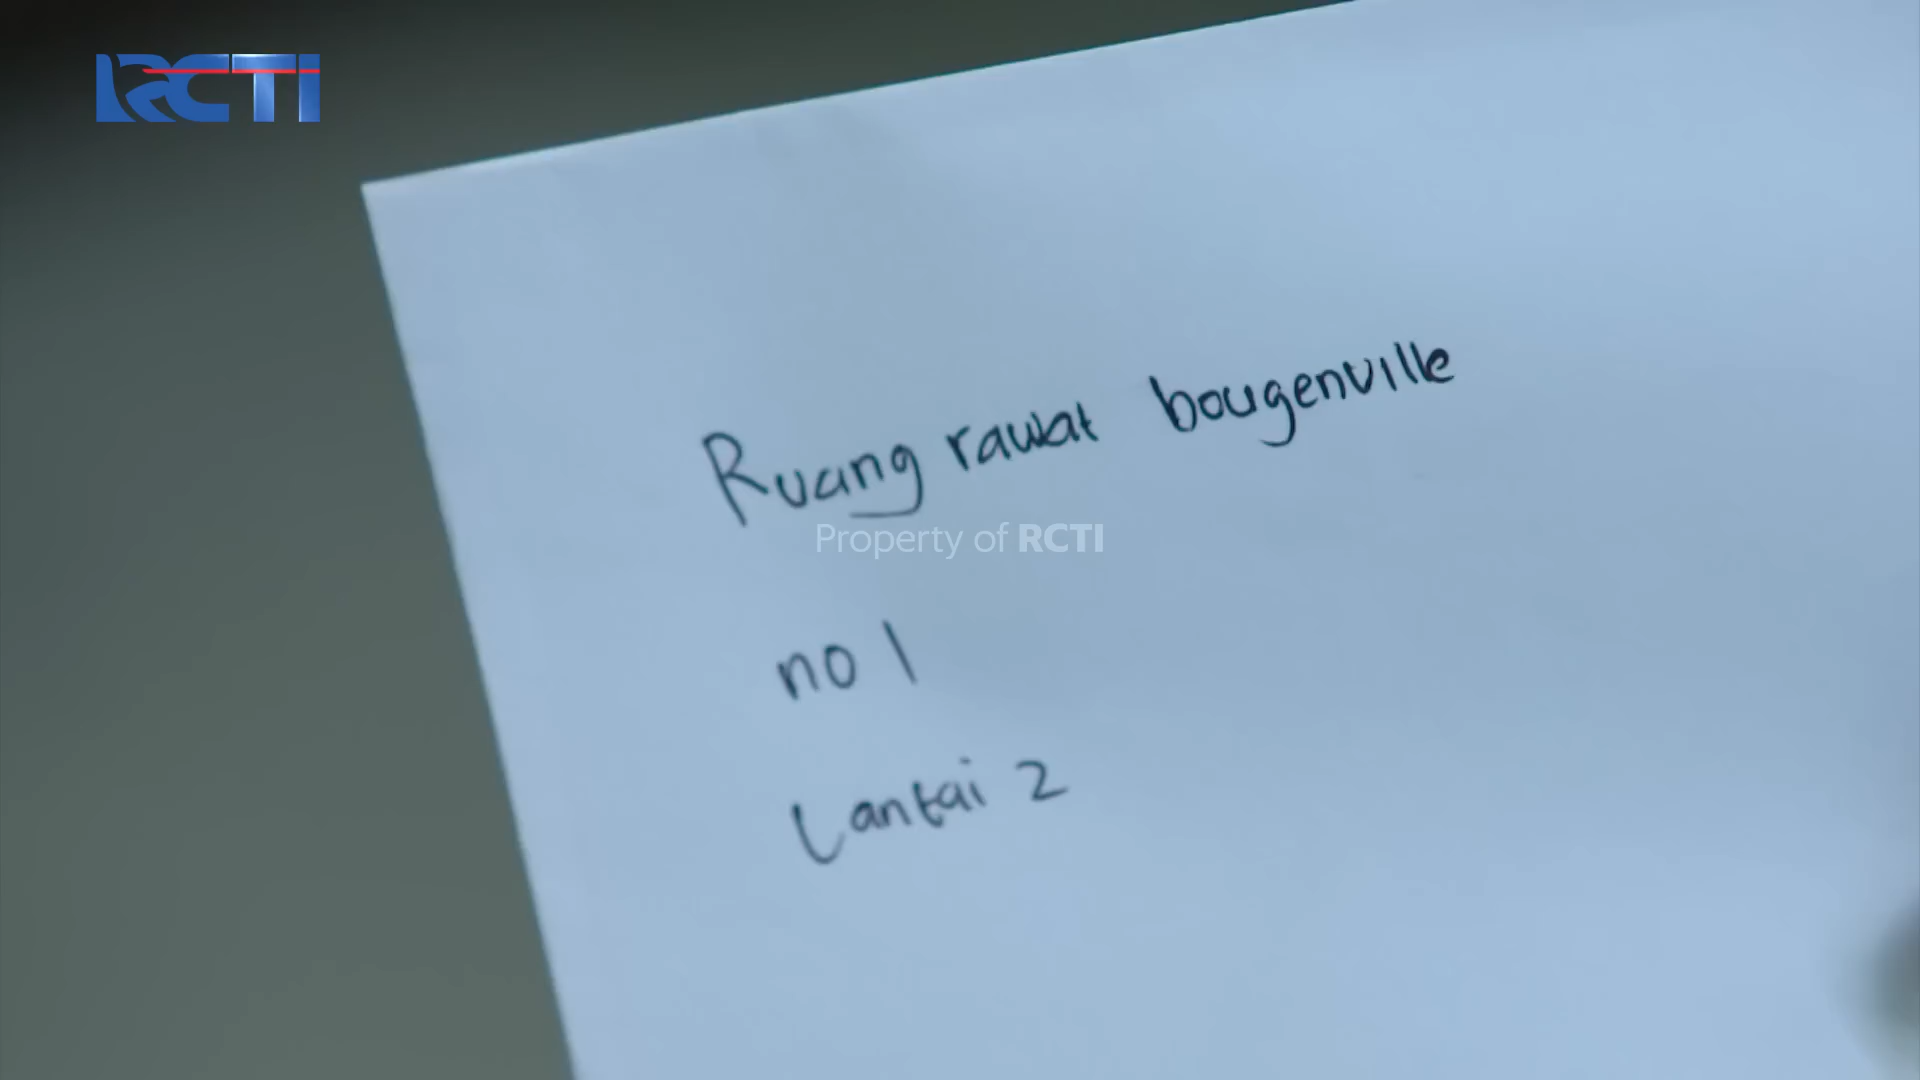 RCTI
Ruang rawat bougenville
Property of RCTI
no 1
Lantai 2